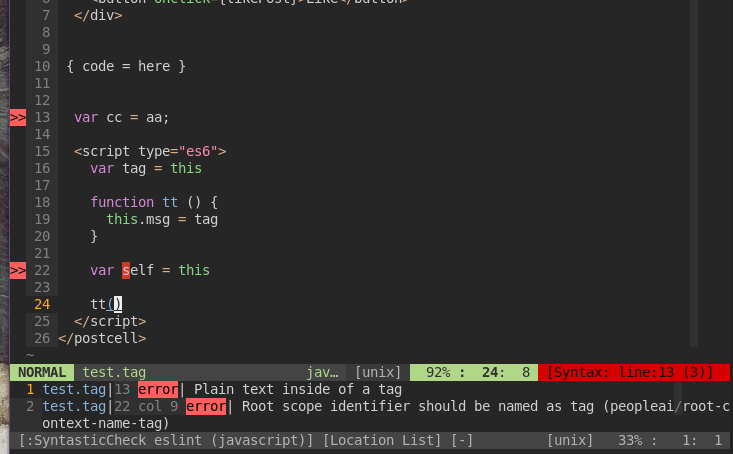 6     <button onclick={likePost}>Like</button>
7   </div>
8
9
10  { code = here }
11
12
>> 13   var cc = aa;
14
15   <script type="es6">
16     var tag = this
17
18     function tt () {
19       this.msg = tag
20     }
21
>> 22     var self = this
23
24     tt()
25   </script>
26 </postcell>
~
NORMAL test.tag jav… [unix] 92% : 24: 8 [Syntax: line:13 (3)]
1 test.tag|13 error| Plain text inside of a tag
2 test.tag|22 col 9 error| Root scope identifier should be named as tag (peopleai/root-c
ontext-name-tag)
[:SyntasticCheck eslint (javascript)] [Location List] [-] [unix] 33% : 1: 1